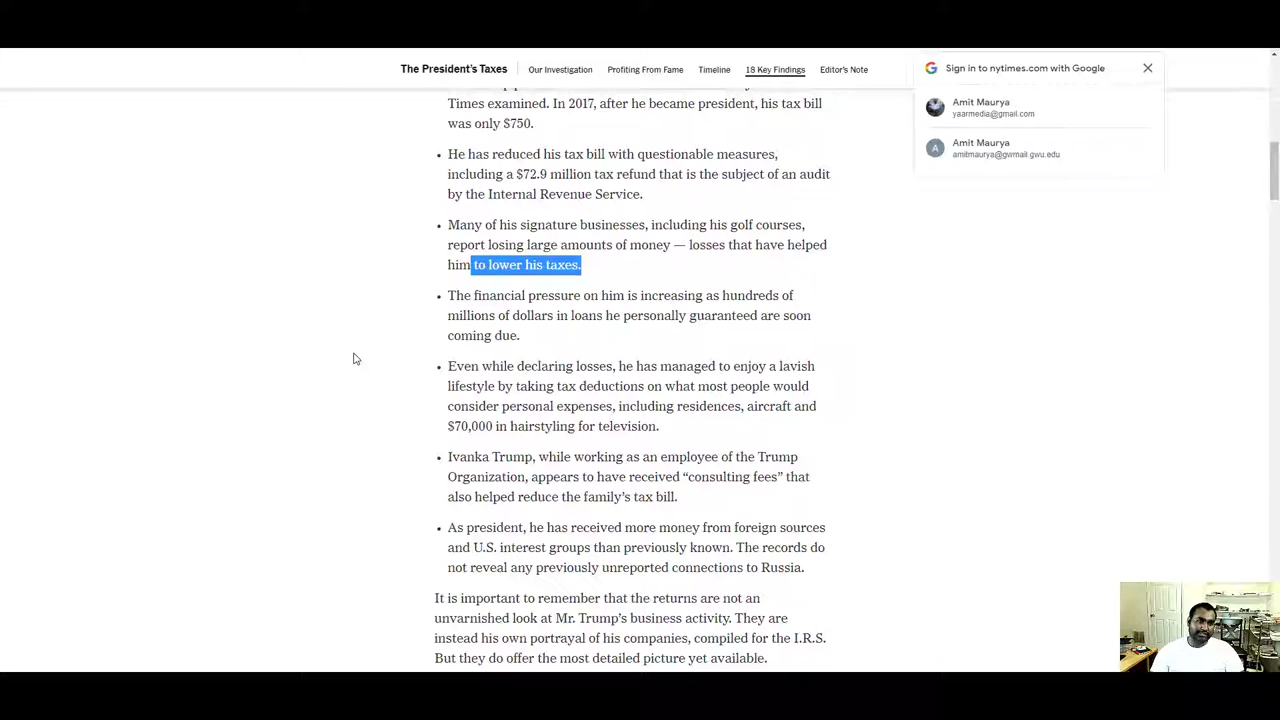 The President's Taxes
Our Investigation
Profiting From Fame
Timeline
18 Key Findings
Editor's Note
Sign in to nytimes.com with Google
Amit Maurya
yaarmedia@gmail.com
A
Amit Maurya
amitmaurya@gwmail.gwu.edu
Times examined. In 2017, after he became president, his tax bill
was only $750.
• He has reduced his tax bill with questionable measures,
including a $72.9 million tax refund that is the subject of an audit
by the Internal Revenue Service.
• Many of his signature businesses, including his golf courses,
report losing large amounts of money — losses that have helped
him to lower his taxes.
• The financial pressure on him is increasing as hundreds of
millions of dollars in loans he personally guaranteed are soon
coming due.
• Even while declaring losses, he has managed to enjoy a lavish
lifestyle by taking tax deductions on what most people would
consider personal expenses, including residences, aircraft and
$70,000 in hairstyling for television.
• Ivanka Trump, while working as an employee of the Trump
Organization, appears to have received “consulting fees” that
also helped reduce the family’s tax bill.
• As president, he has received more money from foreign sources
and U.S. interest groups than previously known. The records do
not reveal any previously unreported connections to Russia.
It is important to remember that the returns are not an
unvarnished look at Mr. Trump’s business activity. They are
instead his own portrayal of his companies, compiled for the I.R.S.
But they do offer the most detailed picture yet available.